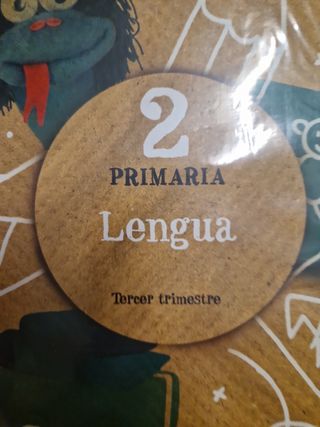 2
PRIMARIA
Lengua
Tercer trimestre